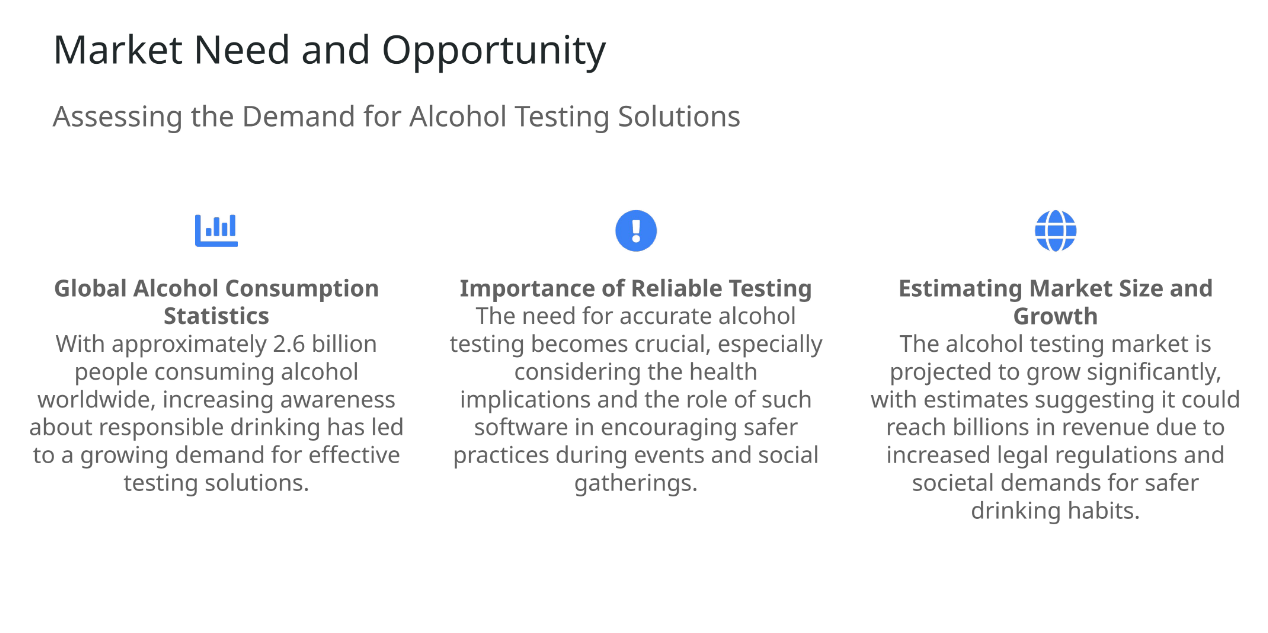 Market Need and Opportunity
Assessing the Demand for Alcohol Testing Solutions
Global Alcohol Consumption
Statistics
With approximately 2.6 billion
people consuming alcohol
worldwide, increasing awareness
about responsible drinking has led
to a growing demand for effective
testing solutions.
Importance of Reliable Testing
The need for accurate alcohol
testing becomes crucial, especially
considering the health
implications and the role of such
software in encouraging safer
practices during events and social
gatherings.
Estimating Market Size and
Growth
The alcohol testing market is
projected to grow significantly,
with estimates suggesting it could
reach billions in revenue due to
increased legal regulations and
societal demands for safer
drinking habits.